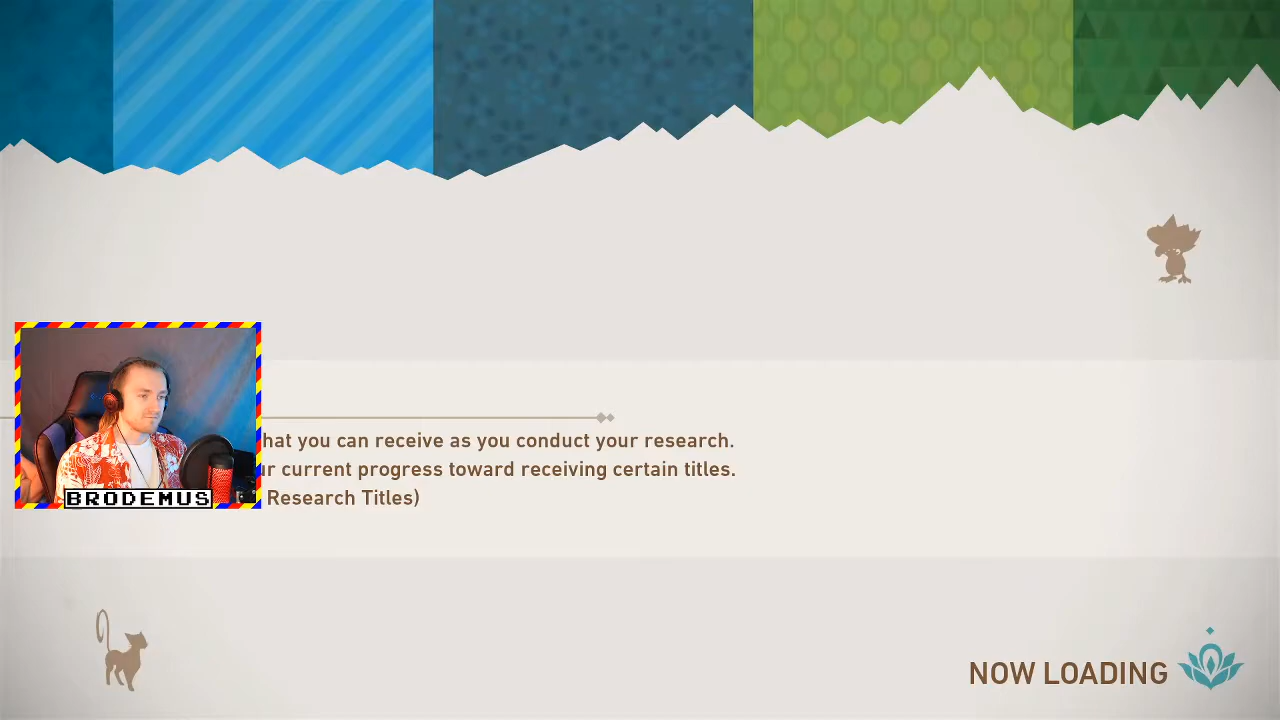 hat you can receive as you conduct your research.
r current progress toward receiving certain titles.
Research Titles)
BRODEMUS
NOW LOADING